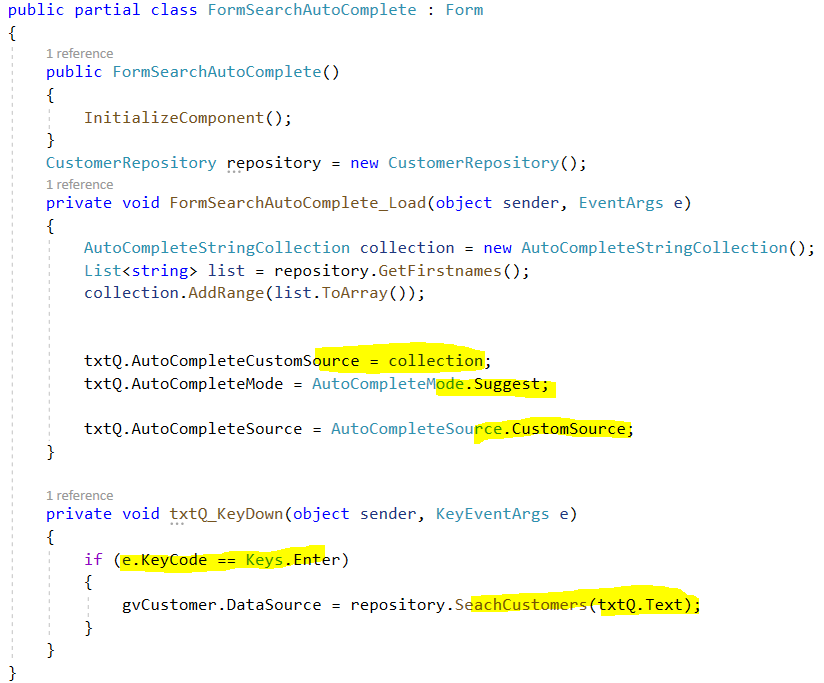 public partial class FormSearchAutoComplete : Form
{
1 reference
public FormSearchAutoComplete()
{
InitializeComponent();
}
CustomerRepository repository = new CustomerRepository();
1 reference
private void FormSearchAutoComplete_Load(object sender, EventArgs e)
{
AutoCompleteStringCollection collection = new AutoCompleteStringCollection();
List<string> list = repository.GetFirstnames();
collection.AddRange(list.ToArray());
txtQ.AutoCompleteCustomSource = collection;
txtQ.AutoCompleteMode = AutoCompleteMode.Suggest;
txtQ.AutoCompleteSource = AutoCompleteSource.CustomSource;
}
1 reference
private void txtQ_KeyDown(object sender, KeyEventArgs e)
{
if (e.KeyCode == Keys.Enter)
{
gvCustomer.DataSource = repository.SeachCustomers(txtQ.Text);
}
}
}